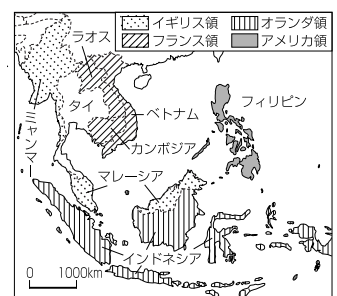 イギリス領
オランダ領
フランス領
アメリカ領
ラオス
タイ
フィリピン
ベトナム
ミャンマー
カンボジア
マレーシア
インドネシア
0 1000km